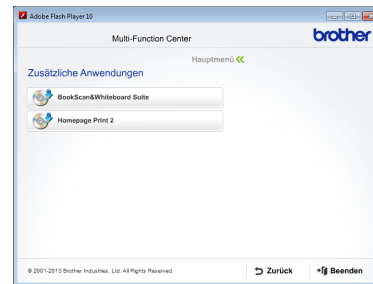 Adobe Flash Player 10
Multi-Function Center
brother
Hauptmenü
Zusätzliche Anwendungen
BookScan&Whiteboard Suite
Homepage Print 2
© 2001-2013 Brother Industries, Ltd. All Rights Reserved.
Zurück
Beenden